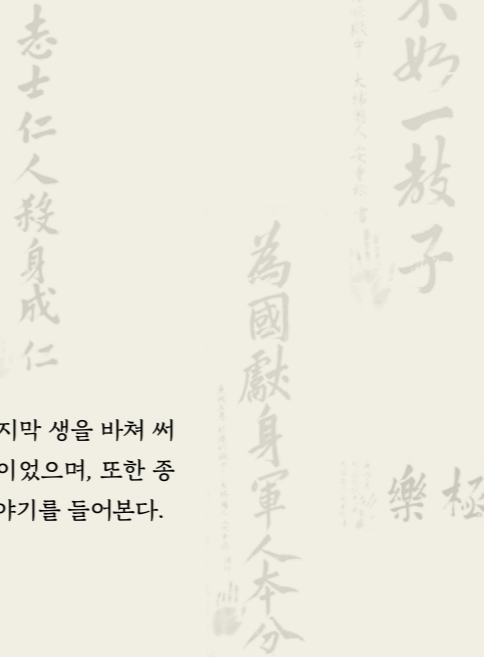 志士仁人殺身成仁
不如一敎子
為國獻身軍人本分
樂極
지막 생을 바쳐 써
이었으며, 또한 종
야기를 들어본다.